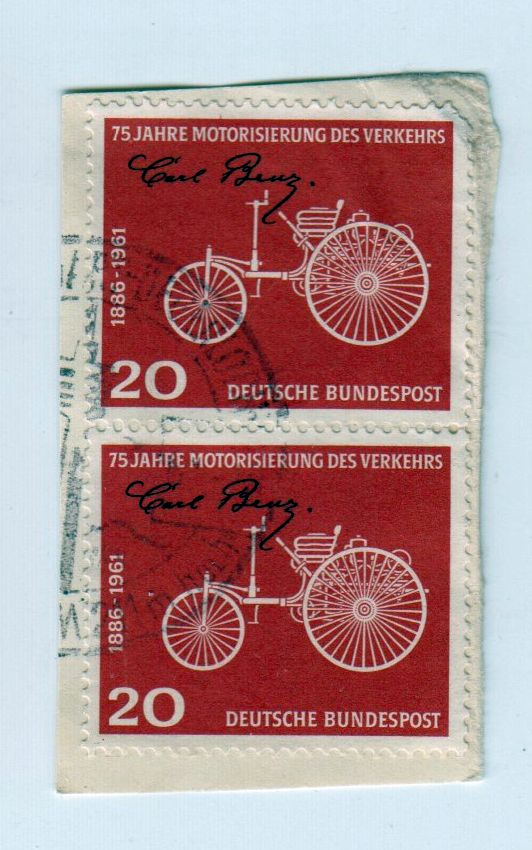 75 JAHRE MOTORISIERUNG DES VERKEHRS
Carl Benz.
1886-1961
20
DEUTSCHE BUNDESPOST
75 JAHRE MOTORISIERUNG DES VERKEHRS
Carl Benz.
1886-1961
20
DEUTSCHE BUNDESPOST